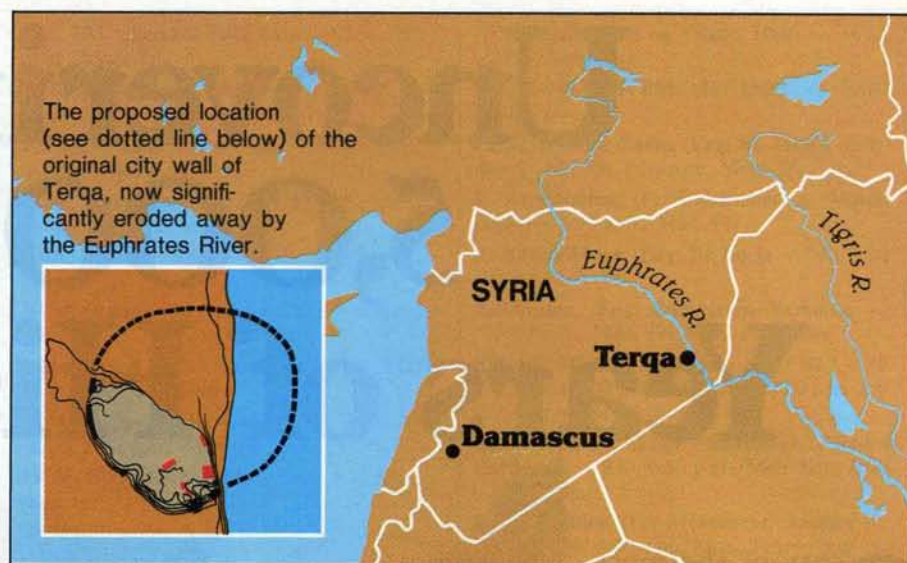 The proposed location
(see dotted line below) of the
original city wall of
Terqa, now signifi-
cantly eroded away by
the Euphrates River.
SYRIA
Euphrates R.
Tigris R.
Terqa
Damascus